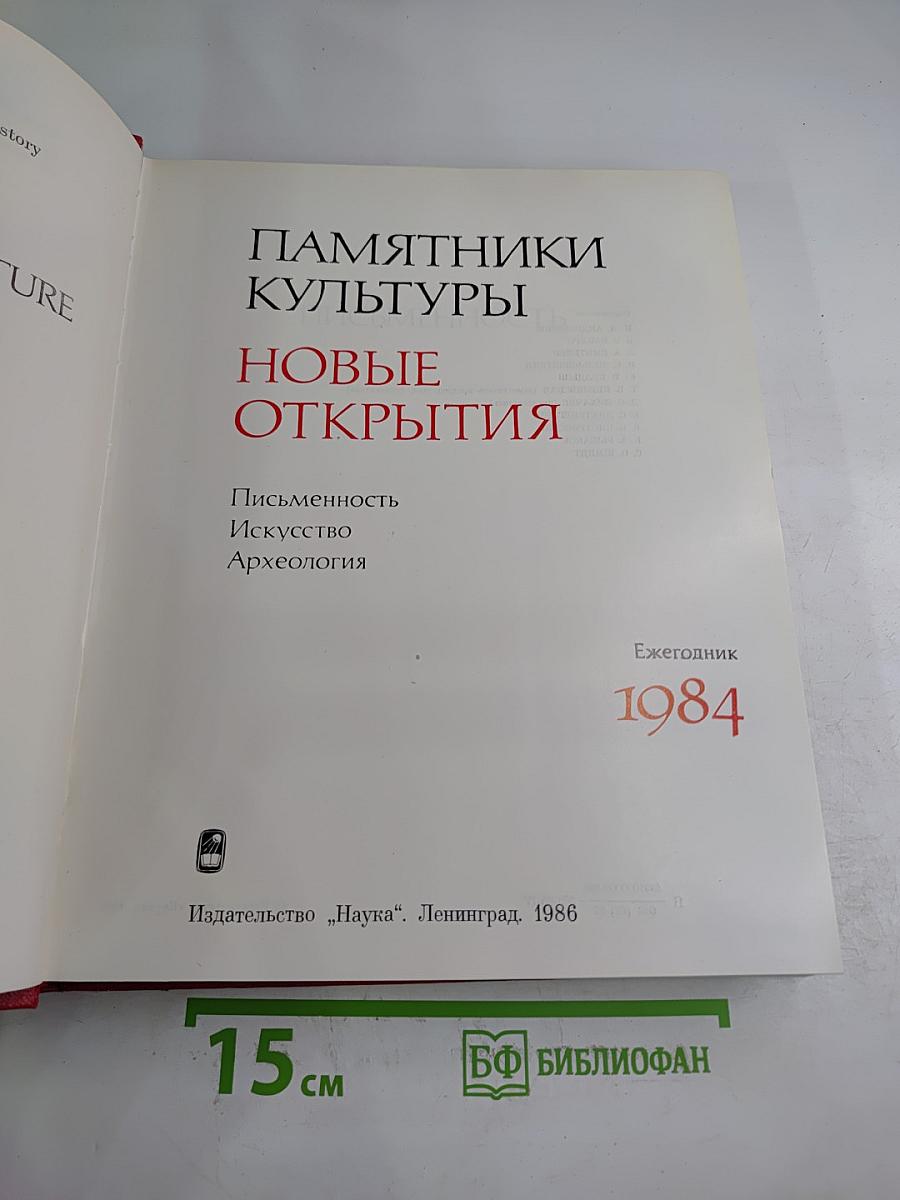 story
TURE
ПАМЯТНИКИ
КУЛЬТУРЫ
НОВЫЕ
ОТКРЫТИЯ
Письменность
Искусство
Археология
Ежегодник
1984
Издательство „Наука“. Ленинград. 1986
15 см
БФ БИБЛИОФАН